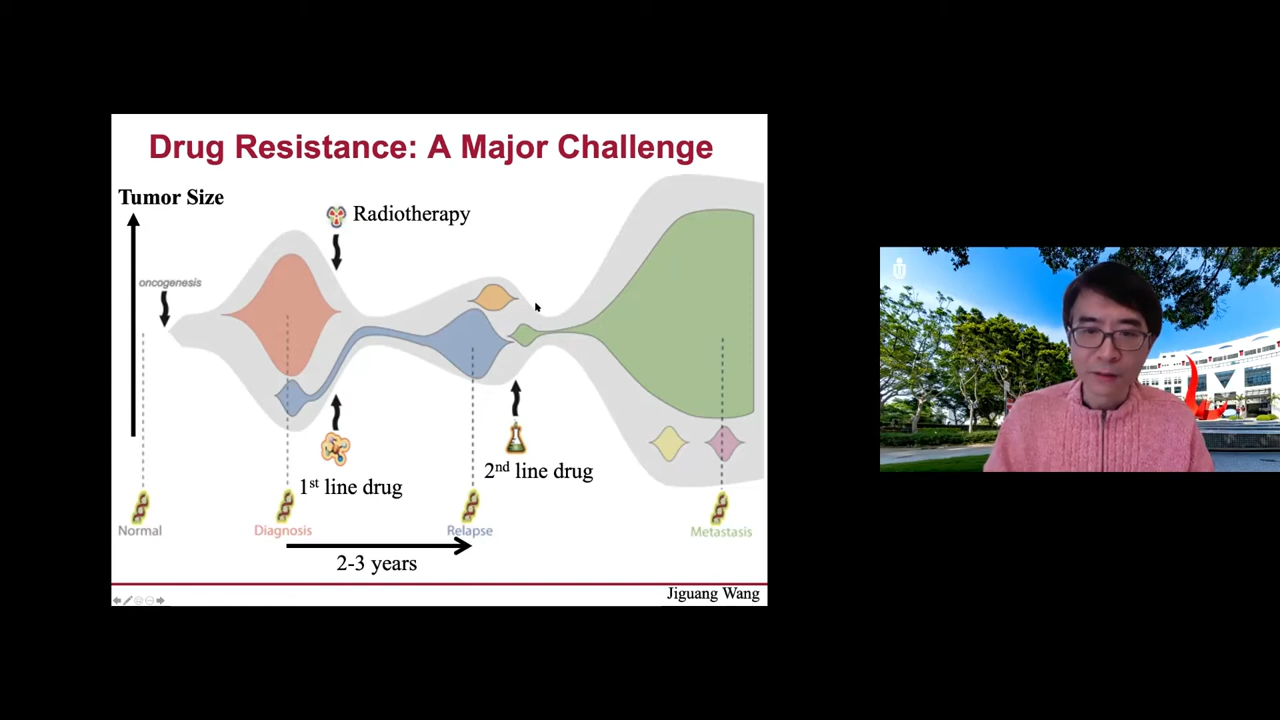 Drug Resistance: A Major Challenge
Tumor Size
Radiotherapy
oncogenesis
2nd line drug
1st line drug
Normal
Diagnosis
Relapse
Metastasis
2-3 years
Jiguang Wang